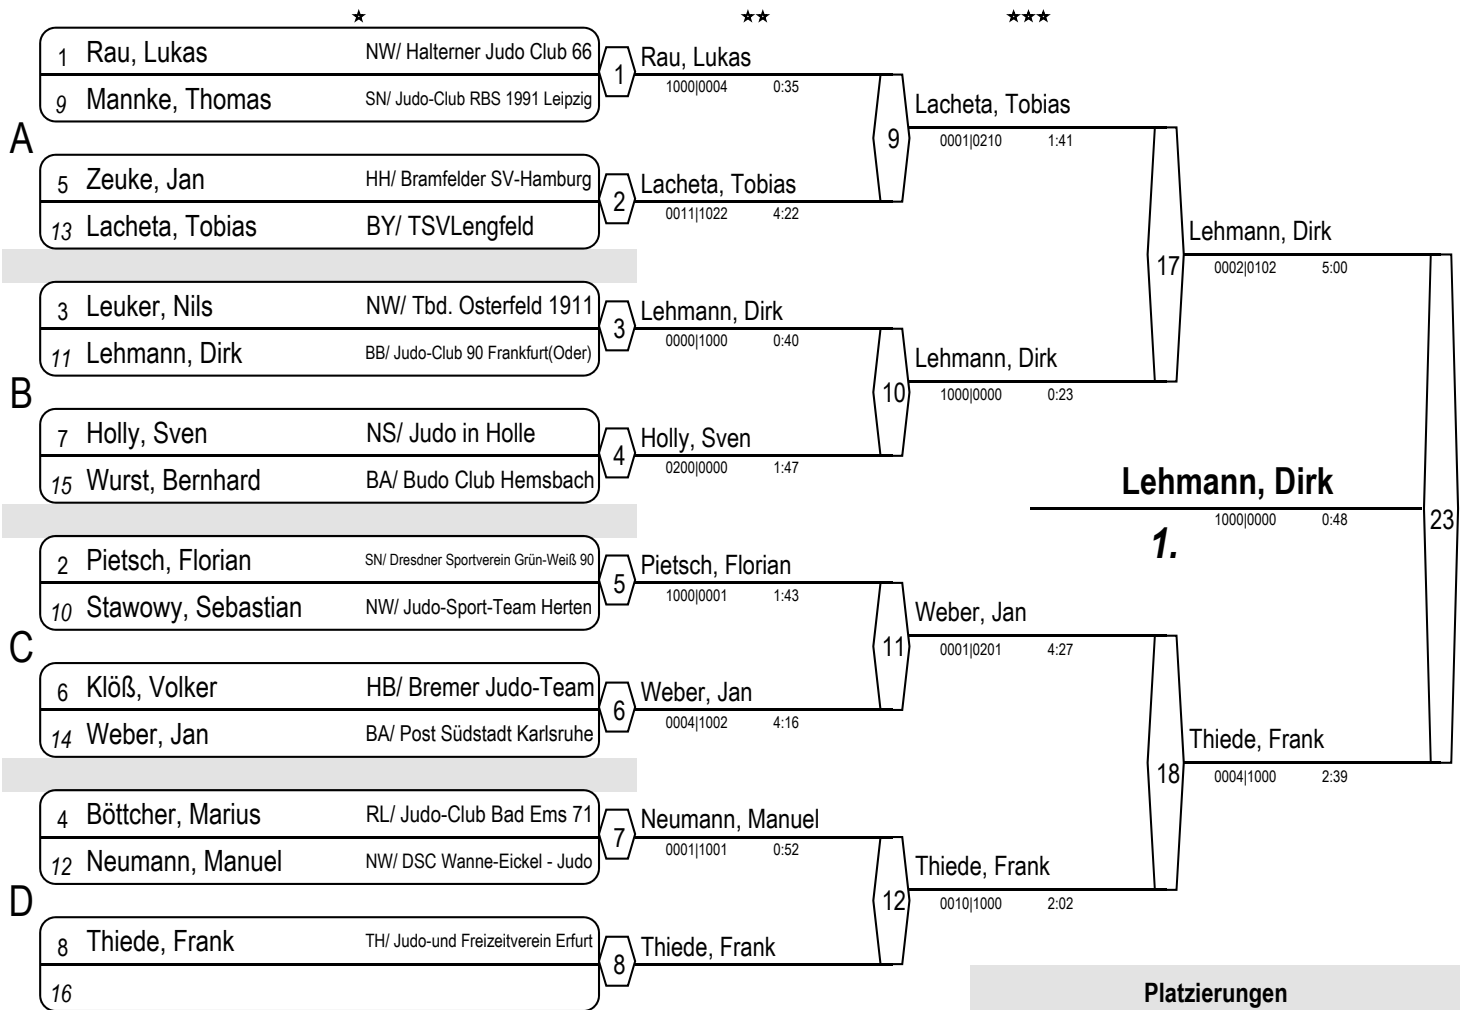 1 Rau, Lukas NW/ Halterner Judo Club 66
9 Mannke, Thomas SN/ Judo-Club RBS 1991 Leipzig
A
5 Zeuke, Jan HH/ Bramfelder SV-Hamburg
13 Lacheta, Tobias BY/ TSVLengfeld
3 Leuker, Nils NW/ Tbd. Osterfeld 1911
11 Lehmann, Dirk BB/ Judo-Club 90 Frankfurt(Oder)
B
7 Holly, Sven NS/ Judo in Holle
15 Wurst, Bernhard BA/ Budo Club Hemsbach
2 Pietsch, Florian SN/ Dresdner Sportverein Grün-Weiß 90
10 Stawowy, Sebastian NW/ Judo-Sport-Team Herten
C
6 Klöß, Volker HB/ Bremer Judo-Team
14 Weber, Jan BA/ Post Südstadt Karlsruhe
4 Böttcher, Marius RL/ Judo-Club Bad Ems 71
12 Neumann, Manuel NW/ DSC Wanne-Eickel - Judo
D
8 Thiede, Frank TH/ Judo-und Freizeitverein Erfurt
16
1 Rau, Lukas
1000|0004 0:35
2 Lacheta, Tobias
0011|1022 4:22
3 Lehmann, Dirk
0000|1000 0:40
4 Holly, Sven
0200|0000 1:47
5 Pietsch, Florian
1000|0001 1:43
6 Weber, Jan
0004|1002 4:16
7 Neumann, Manuel
0001|1001 0:52
8 Thiede, Frank
9 Lacheta, Tobias
0001|0210 1:41
10 Lehmann, Dirk
1000|0000 0:23
11 Weber, Jan
0001|0201 4:27
12 Thiede, Frank
0010|1000 2:02
17 Lehmann, Dirk
0002|0102 5:00
18 Thiede, Frank
0004|1000 2:39
Lehmann, Dirk
1000|0000 0:48 23
1.
Platzierungen